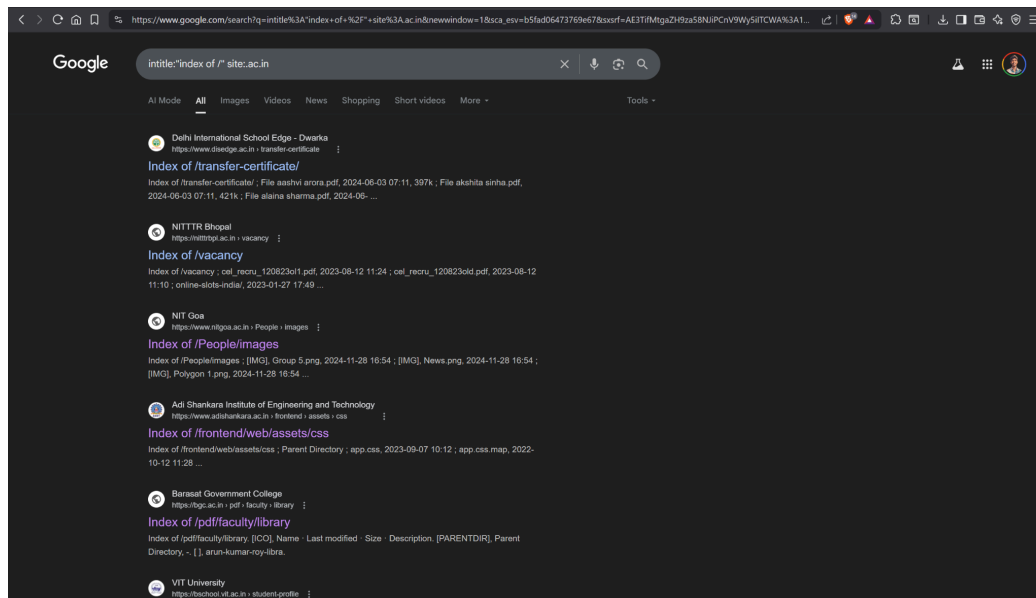 https://www.google.com/search?q=intitle%3A"index+of+%2F"+site%3A.ac.in&newwindow=1&sca_esv=b5fad06473769e67&sxsrf=AE3TifMtgaZH9za58NJiPCnV9Wy5iITCWA%3A1...
Google
intitle:"index of /" site:.ac.in
AI Mode All Images Videos News Shopping Short videos More Tools
Delhi International School Edge - Dwarka
https://www.disedge.ac.in › transfer-certificate
Index of /transfer-certificate/
Index of /transfer-certificate/ ; File aashvi arora.pdf, 2024-06-03 07:11, 397k ; File akshita sinha.pdf,
2024-06-03 07:11, 421k ; File alaina sharma.pdf, 2024-06- ...
NITTTR Bhopal
https://nitttrbpl.ac.in › vacancy
Index of /vacancy
Index of /vacancy ; cel_recru_120823ol1.pdf, 2023-08-12 11:24 ; cel_recru_120823old.pdf, 2023-08-12
11:10 ; online-slots-india/, 2023-01-27 17:49 ...
NIT Goa
https://www.nitgoa.ac.in › People › images
Index of /People/images
Index of /People/images ; [IMG], Group 5.png, 2024-11-28 16:54 ; [IMG], News.png, 2024-11-28 16:54 ;
[IMG], Polygon 1.png, 2024-11-28 16:54 ...
Adi Shankara Institute of Engineering and Technology
https://www.adishankara.ac.in › frontend › assets › css
Index of /frontend/web/assets/css
Index of /frontend/web/assets/css ; Parent Directory ; app.css, 2023-09-07 10:12 ; app.css.map, 2022-
10-12 11:28 ...
Barasat Government College
https://bgc.ac.in › pdf › faculty › library
Index of /pdf/faculty/library
Index of /pdf/faculty/library. [ICO], Name · Last modified · Size · Description. [PARENTDIR], Parent
Directory, -. [ ], arun-kumar-roy-libra.
VIT University
https://bschool.vit.ac.in › student-profile